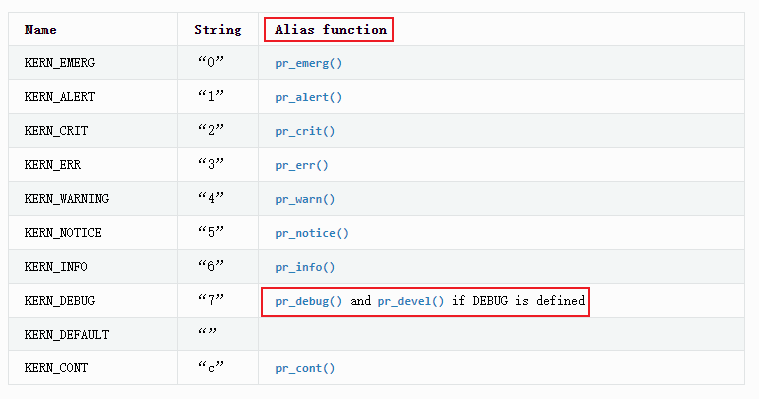 Name String Alias function
KERN_EMERG “0” pr_emerg()
KERN_ALERT “1” pr_alert()
KERN_CRIT “2” pr_crit()
KERN_ERR “3” pr_err()
KERN_WARNING “4” pr_warn()
KERN_NOTICE “5” pr_notice()
KERN_INFO “6” pr_info()
KERN_DEBUG “7” pr_debug() and pr_devel() if DEBUG is defined
KERN_DEFAULT “”
KERN_CONT “c” pr_cont()